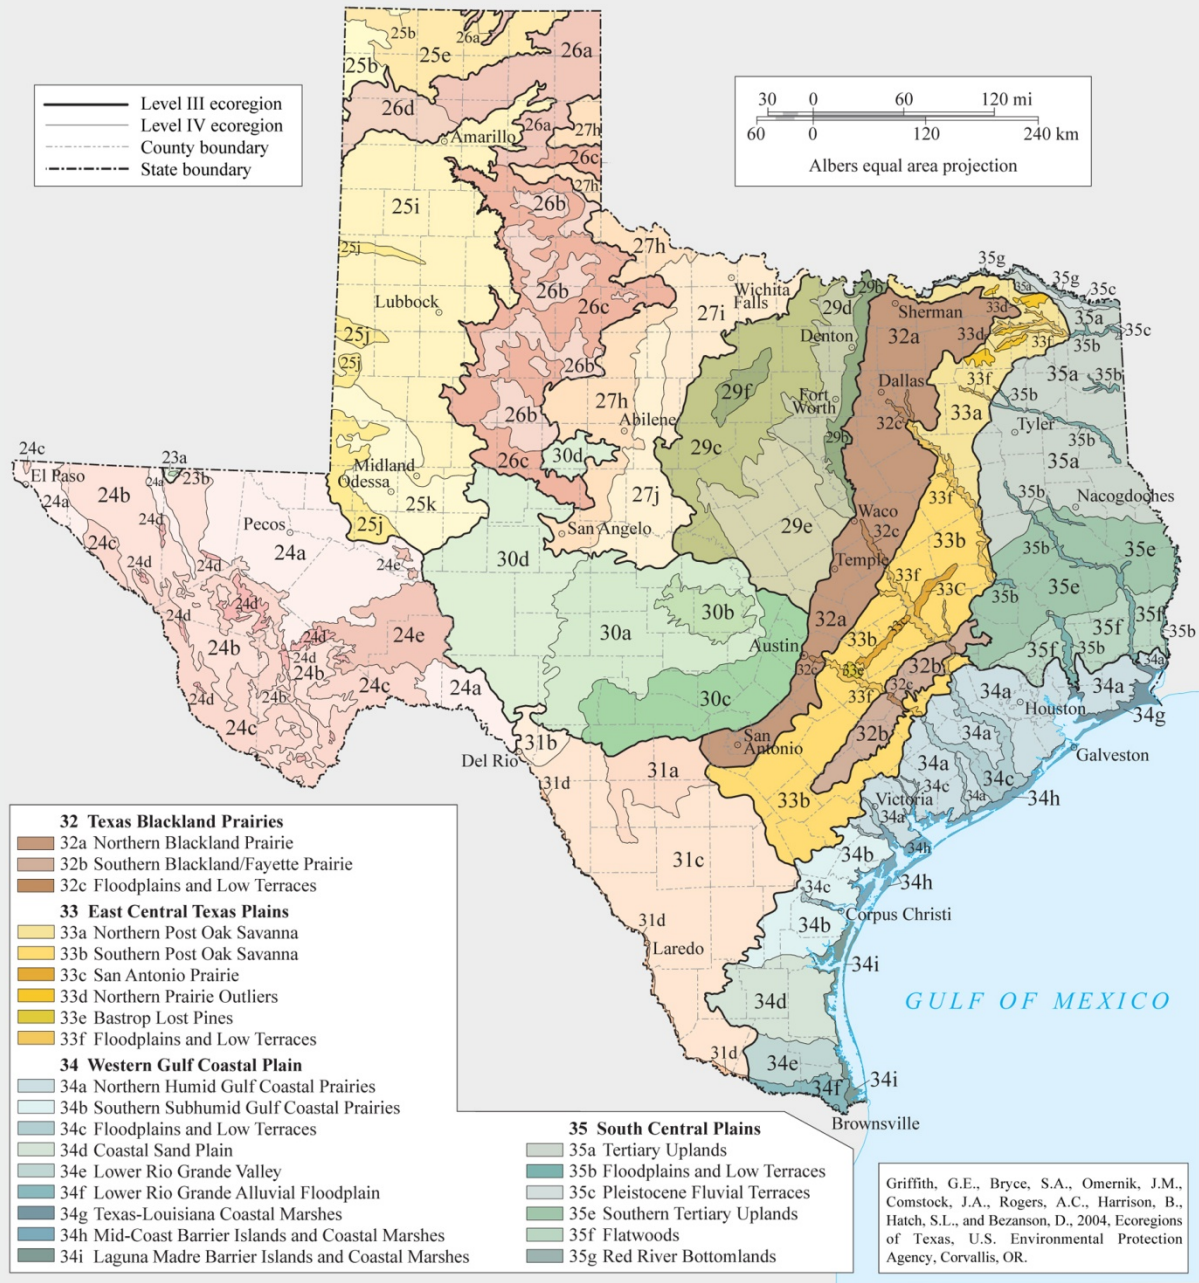 25b
26a
25e
26a
25b
Level III ecoregion
Level IV ecoregion
County boundary
State boundary
30 0 60 120 mi
60 0 120 240 km
Albers equal area projection
26d
Amarillo
26a
27h
26c
27h
25i
26b
25j
27h
26b
Wichita
Falls
Lubbock
26c
27i
25j
25j
26b
35g
35g
35c
35a
29b
29d
Sherman
33d
35a
35c
Denton
32a
33d
33f
35b
29f
Dallas
33f
35a
35b
27h
Fort
Worth
33a
35b
26b
Abilene
32c
Tyler
29c
29b
35b
24c
23a
26c
30d
35a
El Paso
24b
24a
23b
Midland
Odessa
33f
27j
35b
Nacogdoches
24a
25k
24d
Pecos
25j
San Angelo
29e
Waco
32c
33b
24c
24a
30d
35b
35e
24d
24d
24e
Temple
33f
33C
35b
35e
24d
30b
24d
30a
32a
33b
33c
35f
35f
24b
24d
24e
Austin
35b
35f
35b
24d
24b
32c
33e
32b
34a
24d
24b
24c
24a
30c
33f
32c
34a
34a
24c
Houston
34g
31b
San
Antonio
32b
34a
Del Rio
Galveston
31a
34a
31d
34c
34c
34h
33b
Victoria
34a
34a
34h
34b
31c
34h
34c
Corpus Christi
31d
34b
Laredo
34i
34d
GULF OF MEXICO
31d
34e
34i
34f
Brownsville
32 Texas Blackland Prairies
32a Northern Blackland Prairie
32b Southern Blackland/Fayette Prairie
32c Floodplains and Low Terraces
33 East Central Texas Plains
33a Northern Post Oak Savanna
33b Southern Post Oak Savanna
33c San Antonio Prairie
33d Northern Prairie Outliers
33e Bastrop Lost Pines
33f Floodplains and Low Terraces
34 Western Gulf Coastal Plain
34a Northern Humid Gulf Coastal Prairies
34b Southern Subhumid Gulf Coastal Prairies
34c Floodplains and Low Terraces
34d Coastal Sand Plain
34e Lower Rio Grande Valley
34f Lower Rio Grande Alluvial Floodplain
34g Texas-Louisiana Coastal Marshes
34h Mid-Coast Barrier Islands and Coastal Marshes
34i Laguna Madre Barrier Islands and Coastal Marshes
35 South Central Plains
35a Tertiary Uplands
35b Floodplains and Low Terraces
35c Pleistocene Fluvial Terraces
35e Southern Tertiary Uplands
35f Flatwoods
35g Red River Bottomlands
Griffith, G.E., Bryce, S.A., Omernik, J.M.,
Comstock, J.A., Rogers, A.C., Harrison, B.,
Hatch, S.L., and Bezanson, D., 2004, Ecoregions
of Texas, U.S. Environmental Protection
Agency, Corvallis, OR.